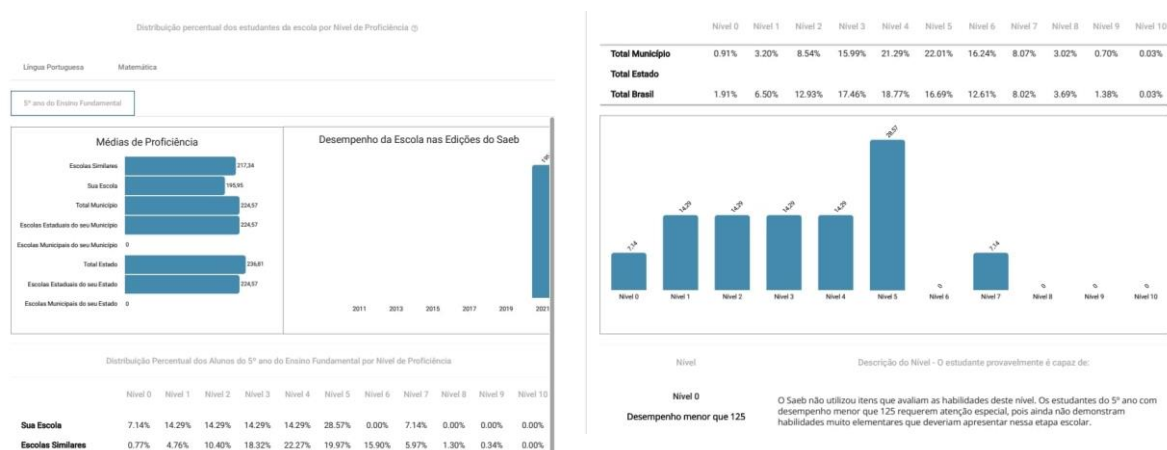 Distribuição percentual dos estudantes da escola por Nível de Proficiência
Língua Portuguesa Matemática
5º ano do Ensino Fundamental
Médias de Proficiência
Escolas Similares 217,34
Sua Escola 195,95
Total Município 224,57
Escolas Estaduais do seu Município 224,57
Escolas Municipais do seu Município 0
Total Estado 236,81
Escolas Estaduais do seu Estado 224,57
Escolas Municipais do seu Estado 0
Desempenho da Escola nas Edições do Saeb
2011 2013 2015 2017 2019 2021
Distribuição Percentual dos Alunos do 5º ano do Ensino Fundamental por Nível de Proficiência
Nível 0 Nível 1 Nível 2 Nível 3 Nível 4 Nível 5 Nível 6 Nível 7 Nível 8 Nível 9 Nível 10
Sua Escola 7.14% 14.29% 14.29% 14.29% 14.29% 28.57% 0.00% 7.14% 0.00% 0.00% 0.00%
Escolas Similares 0.77% 4.76% 10.40% 18.32% 22.27% 19.97% 15.90% 5.97% 1.30% 0.34% 0.00%
Nível 0 Nível 1 Nível 2 Nível 3 Nível 4 Nível 5 Nível 6 Nível 7 Nível 8 Nível 9 Nível 10
Total Município 0.91% 3.20% 8.54% 15.99% 21.29% 22.01% 16.24% 8.07% 3.02% 0.70% 0.03%
Total Estado
Total Brasil 1.91% 6.50% 12.93% 17.46% 18.77% 16.69% 12.61% 8.02% 3.69% 1.38% 0.03%
7,14 14,29 14,29 14,29 14,29 28,57 0 7,14 0 0 0
Nível 0 Nível 1 Nível 2 Nível 3 Nível 4 Nível 5 Nível 6 Nível 7 Nível 8 Nível 9 Nível 10
Nível Descrição do Nível - O estudante provavelmente é capaz de:
Nível 0
Desempenho menor que 125
O Saeb não utilizou itens que avaliam as habilidades deste nível. Os estudantes do 5º ano com
desempenho menor que 125 requerem atenção especial, pois ainda não demonstram
habilidades muito elementares que deveriam apresentar nessa etapa escolar.